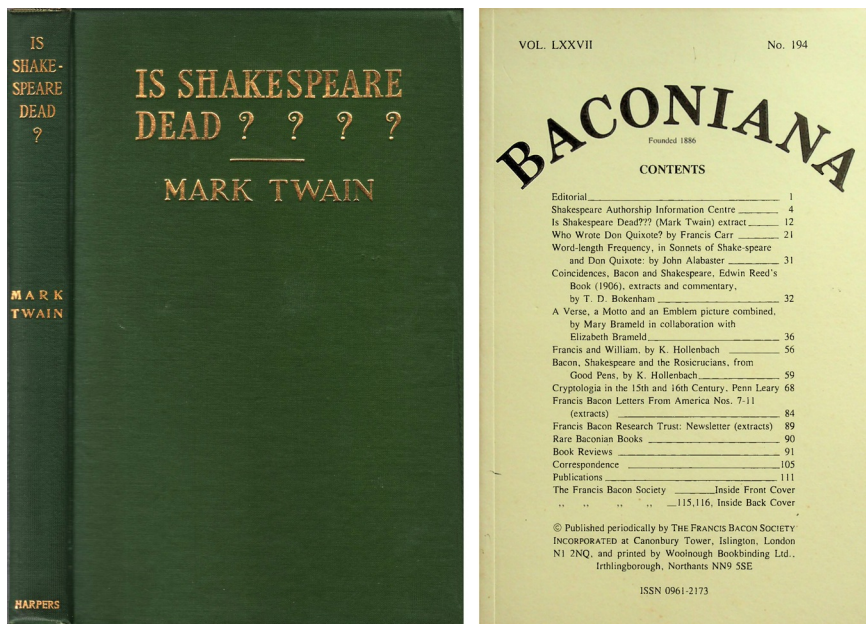 IS
SHAKE-
SPEARE
DEAD
?
MARK
TWAIN
HARPERS
IS SHAKESPEARE
DEAD ? ? ? ?
MARK TWAIN
VOL. LXXVII No. 194
BACONIANA
Founded 1886
CONTENTS
Editorial 1
Shakespeare Authorship Information Centre 4
Is Shakespeare Dead??? (Mark Twain) extract 12
Who Wrote Don Quixote? by Francis Carr 21
Word-length Frequency, in Sonnets of Shake-speare
and Don Quixote: by John Alabaster 31
Coincidences, Bacon and Shakespeare, Edwin Reed's
Book (1906), extracts and commentary,
by T. D. Bokenham 32
A Verse, a Motto and an Emblem picture combined,
by Mary Brameld in collaboration with
Elizabeth Brameld 36
Francis and William, by K. Hollenbach 56
Bacon, Shakespeare and the Rosicrucians, from
Good Pens, by K. Hollenbach 59
Cryptologia in the 15th and 16th Century, Penn Leary 68
Francis Bacon Letters From America Nos. 7-11
(extracts) 84
Francis Bacon Research Trust: Newsletter (extracts) 89
Rare Baconian Books 90
Book Reviews 91
Correspondence 105
Publications 111
The Francis Bacon Society Inside Front Cover
,, ,, ,, ,, 115,116, Inside Back Cover
© Published periodically by THE FRANCIS BACON SOCIETY
INCORPORATED at Canonbury Tower, Islington, London
N1 2NQ, and printed by Woolnough Bookbinding Ltd.,
Irthlingborough, Northants NN9 5SE
ISSN 0961-2173